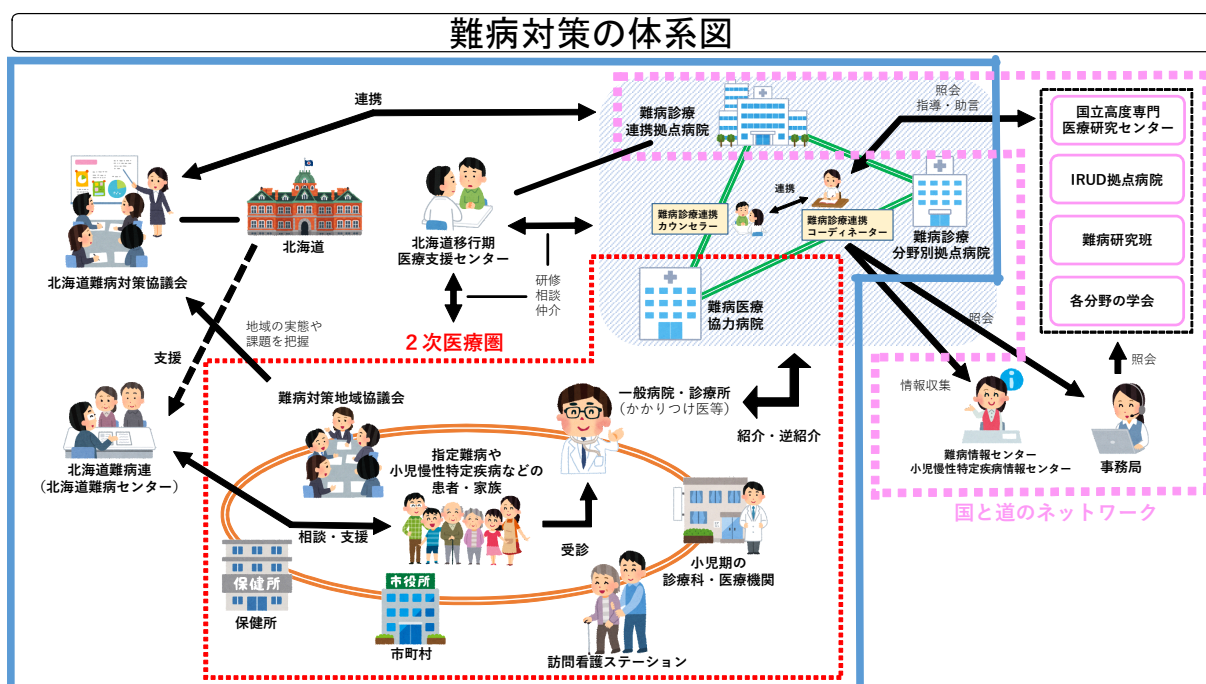 難病対策の体系図
連携
難病診療
連携拠点病院
照会
指導・助言
国立高度専門
医療研究センター
IRUD拠点病院
難病研究班
各分野の学会
北海道難病対策協議会
北海道
北海道移行期
医療支援センター
難病診療連携
カウンセラー
連携
難病診療連携
コーディネーター
難病診療
分野別拠点病院
難病医療
協力病院
研修
相談
仲介
2次医療圏
地域の実態や
課題を把握
支援
照会
照会
情報収集
難病情報センター
小児慢性特定疾病情報センター
事務局
国と道のネットワーク
北海道難病連
(北海道難病センター)
難病対策地域協議会
一般病院・診療所
(かかりつけ医等)
紹介・逆紹介
指定難病や
小児慢性特定疾病などの
患者・家族
相談・支援
受診
小児期の
診療科・医療機関
保健所
保健所
市役所
市町村
訪問看護ステーション